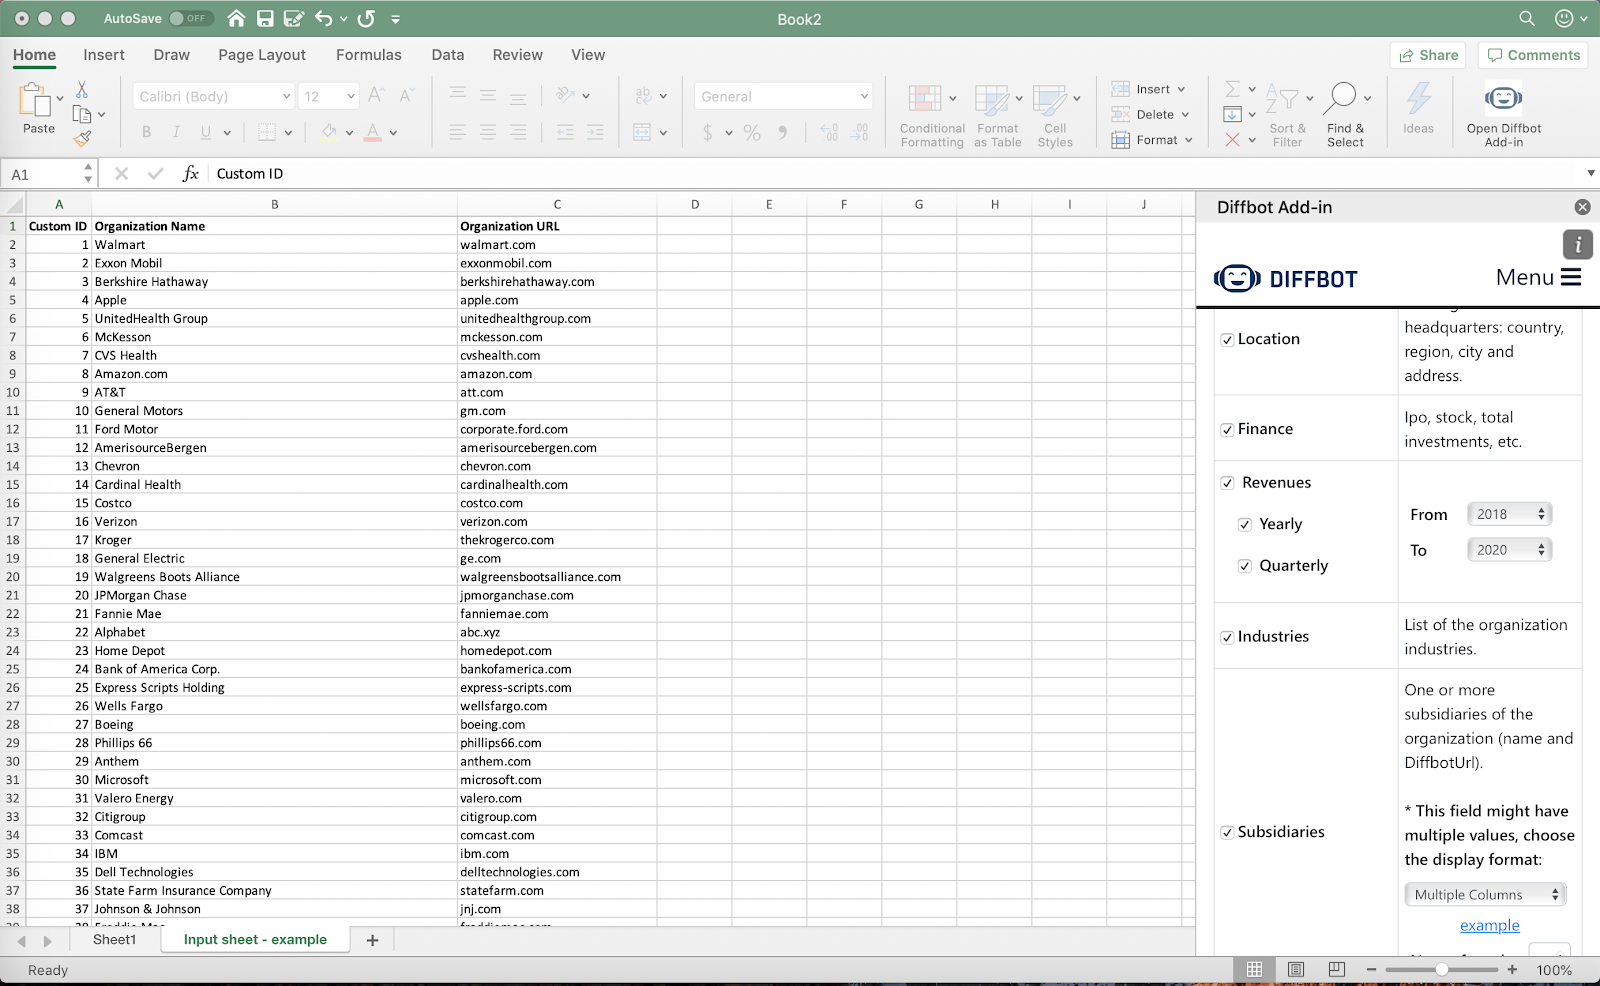 AutoSave OFF
Book2
Home Insert Draw Page Layout Formulas Data Review View
Share Comments
Paste
Calibri (Body) 12
B I U
General
$ % 9
Conditional Formatting
Format as Table
Cell Styles
Insert
Delete
Format
Sort & Filter
Find & Select
Ideas
Open Diffbot Add-in
A1 fx Custom ID
A B C D E F G H I J
1 Custom ID Organization Name Organization URL
2 1 Walmart walmart.com
3 2 Exxon Mobil exxonmobil.com
4 3 Berkshire Hathaway berkshirehathaway.com
5 4 Apple apple.com
6 5 UnitedHealth Group unitedhealthgroup.com
7 6 McKesson mckesson.com
8 7 CVS Health cvshealth.com
9 8 Amazon.com amazon.com
10 9 AT&T att.com
11 10 General Motors gm.com
12 11 Ford Motor corporate.ford.com
13 12 AmerisourceBergen amerisourcebergen.com
14 13 Chevron chevron.com
15 14 Cardinal Health cardinalhealth.com
16 15 Costco costco.com
17 16 Verizon verizon.com
18 17 Kroger thekrogerco.com
19 18 General Electric ge.com
20 19 Walgreens Boots Alliance walgreensbootsalliance.com
21 20 JPMorgan Chase jpmorganchase.com
22 21 Fannie Mae fanniemae.com
23 22 Alphabet abc.xyz
24 23 Home Depot homedepot.com
25 24 Bank of America Corp. bankofamerica.com
26 25 Express Scripts Holding express-scripts.com
27 26 Wells Fargo wellsfargo.com
28 27 Boeing boeing.com
29 28 Phillips 66 phillips66.com
30 29 Anthem anthem.com
31 30 Microsoft microsoft.com
32 31 Valero Energy valero.com
33 32 Citigroup citigroup.com
34 33 Comcast comcast.com
35 34 IBM ibm.com
36 35 Dell Technologies delltechnologies.com
37 36 State Farm Insurance Company statefarm.com
38 37 Johnson & Johnson jnj.com
Diffbot Add-in
i
DIFFBOT Menu
Location
headquarters: country,
region, city and
address.
Finance
Ipo, stock, total
investments, etc.
Revenues
Yearly
Quarterly
From 2018
To 2020
Industries
List of the organization
industries.
Subsidiaries
One or more
subsidiaries of the
organization (name and
DiffbotUrl).
* This field might have
multiple values, choose
the display format:
Multiple Columns
example
Sheet1 Input sheet - example +
Ready
100%